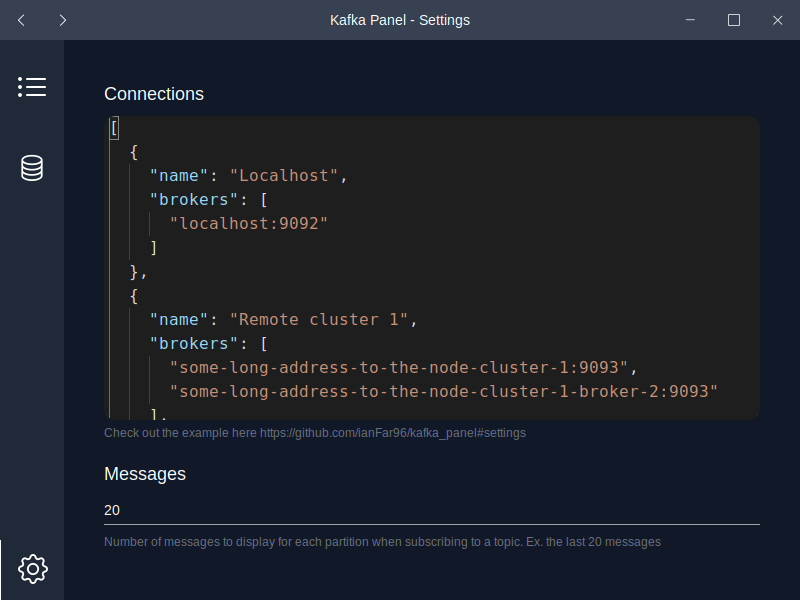 Kafka Panel - Settings
Connections
[
{
"name": "Localhost",
"brokers": [
"localhost:9092"
]
},
{
"name": "Remote cluster 1",
"brokers": [
"some-long-address-to-the-node-cluster-1:9093",
"some-long-address-to-the-node-cluster-1-broker-2:9093"
],
Check out the example here https://github.com/ianFar96/kafka_panel#settings
Messages
20
Number of messages to display for each partition when subscribing to a topic. Ex. the last 20 messages